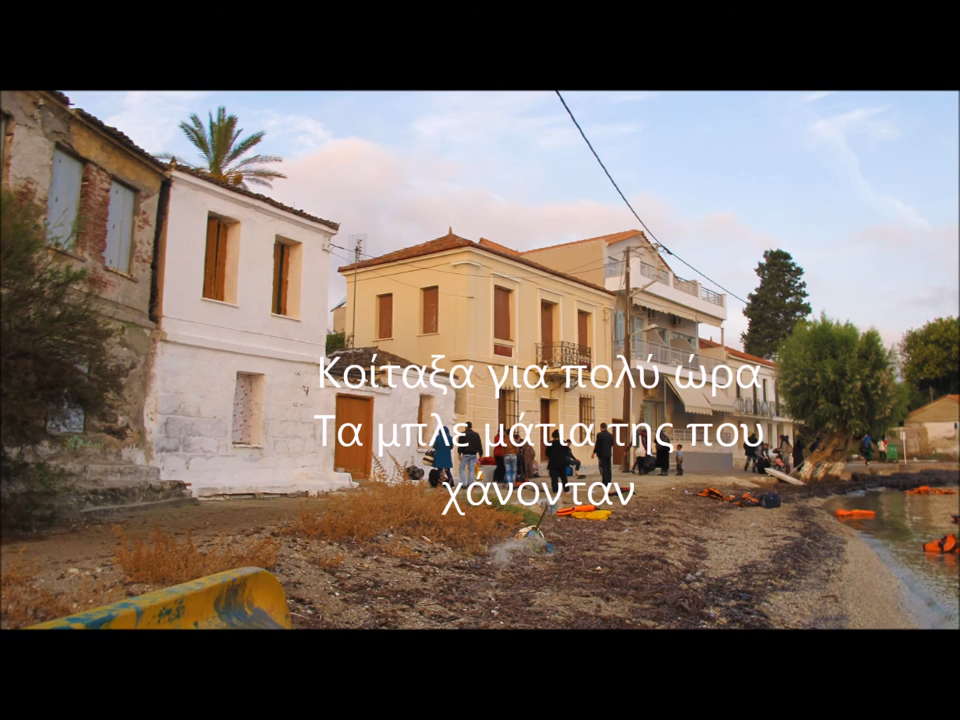 Κοίταξα για πολύ ώρα
Τα μπλε μάτια της που
χάνονταν